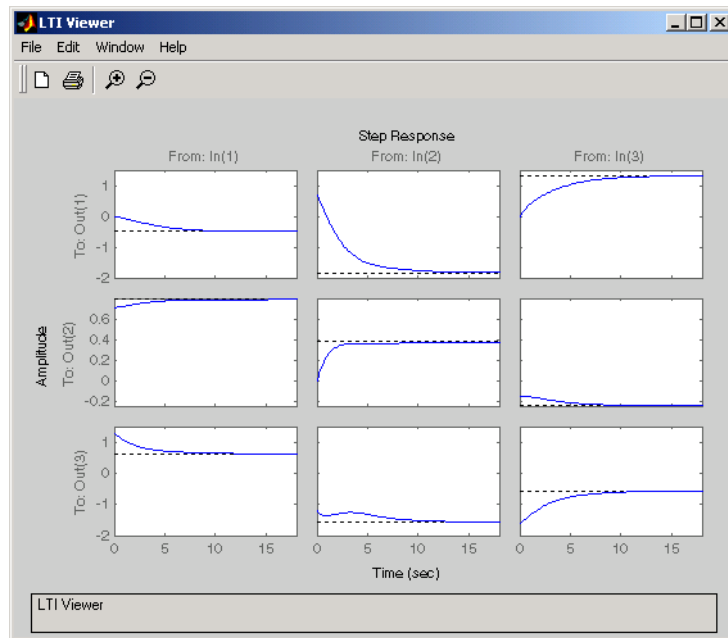 LTI Viewer
File Edit Window Help
Step Response
From: In(1) From: In(2) From: In(3)
Amplitude
To: Out(1)
1
0
-1
-2
To: Out(2)
0.6
0.4
0.2
0
-0.2
To: Out(3)
1
0
-1
-2
0 5 10 15 0 5 10 15 0 5 10 15
Time (sec)
LTI Viewer